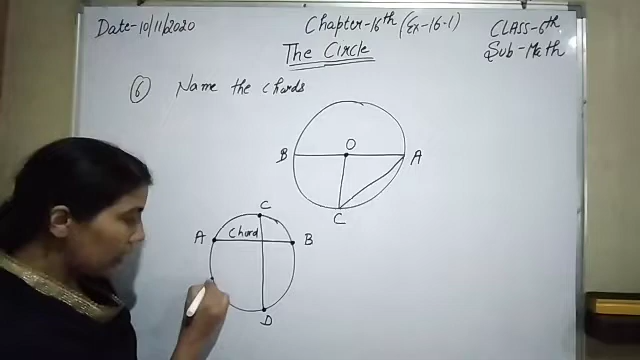 Date-10/11/2020
Chapter-16th (Ex-16-1)
CLASS-6th
The Circle
Sub-Math
6 Name the chords
O
B
A
C
C
A
Chord
B
D